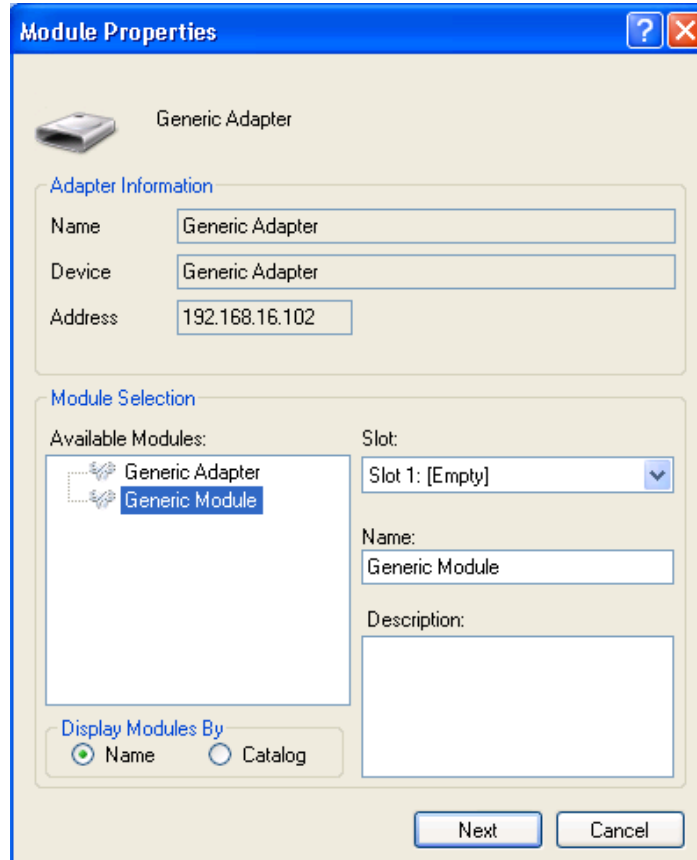 Module Properties
Generic Adapter
Adapter Information
Name Generic Adapter
Device Generic Adapter
Address 192.168.16.102
Module Selection
Available Modules:
Generic Adapter
Generic Module
Display Modules By
Name Catalog
Slot:
Slot 1: [Empty]
Name:
Generic Module
Description:
Next Cancel